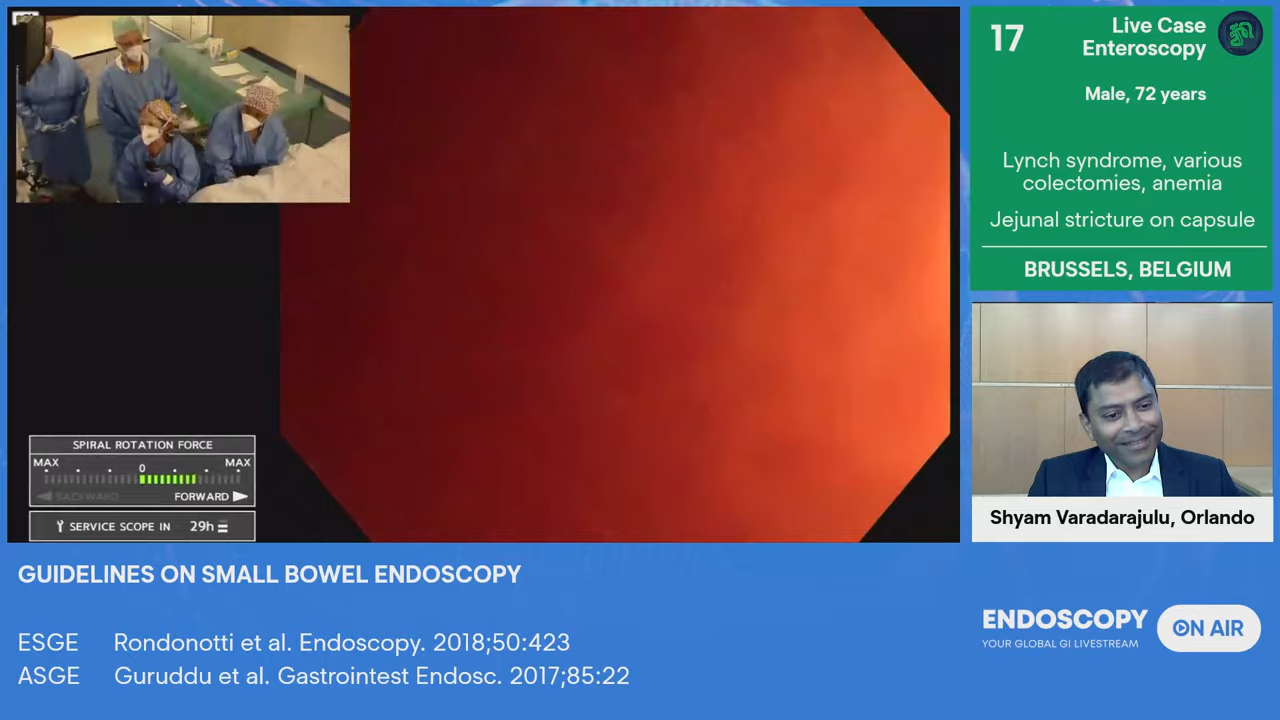 17
Live Case
Enteroscopy
Male, 72 years
Lynch syndrome, various
colectomies, anemia
Jejunal stricture on capsule
BRUSSELS, BELGIUM
SPIRAL ROTATION FORCE
MAX 0 MAX
BACKWARD FORWARD
SERVICE SCOPE IN 29h
Shyam Varadarajulu, Orlando
GUIDELINES ON SMALL BOWEL ENDOSCOPY
ESGE Rondonotti et al. Endoscopy. 2018;50:423
ASGE Guruddu et al. Gastrointest Endosc. 2017;85:22
ENDOSCOPY
YOUR GLOBAL GI LIVESTREAM
ON AIR